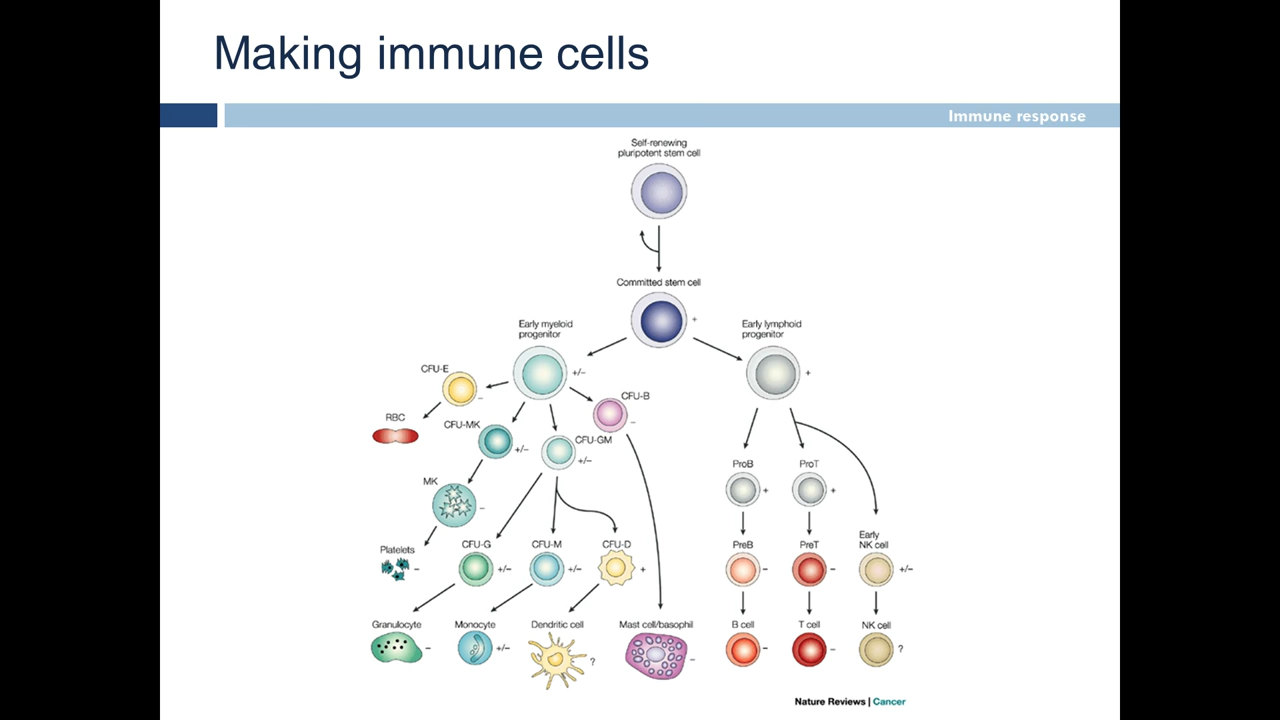 Making immune cells
Immune response
Self-renewing
pluripotent stem cell
Committed stem cell
+
Early myeloid
progenitor
+/–
Early lymphoid
progenitor
+
CFU-E
–
RBC
CFU-MK
+/–
CFU-GM
+/–
CFU-B
–
MK
–
Platelets
–
CFU-G
+/–
CFU-M
+/–
CFU-D
+
ProB
+
ProT
+
PreB
–
PreT
–
Early
NK cell
+/–
Granulocyte
–
Monocyte
+/–
Dendritic cell
?
Mast cell/basophil
–
B cell
–
T cell
–
NK cell
?
Nature Reviews | Cancer